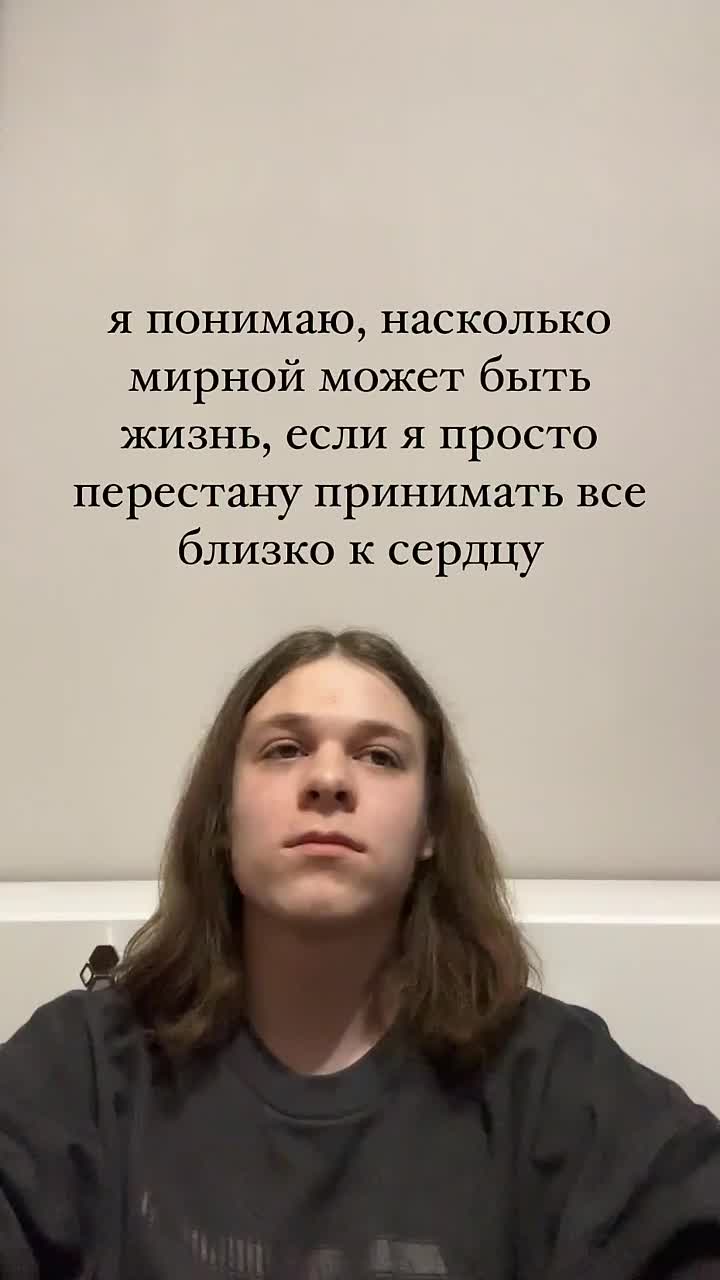 я понимаю, насколько
мирной может быть
жизнь, если я просто
перестану принимать все
близко к сердцу